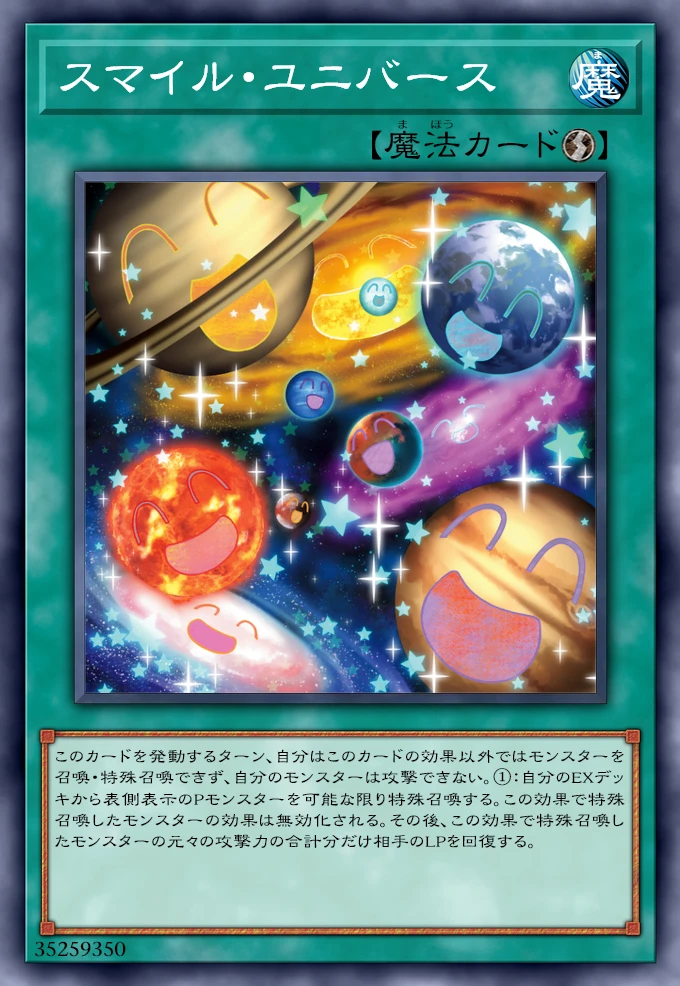 スマイル・ユニバース
魔
ま
ま ほう
【魔法カード】
このカードを発動するターン、自分はこのカードの効果以外ではモンスターを
召喚・特殊召喚できず、自分のモンスターは攻撃できない。①:自分のEXデッ
キから表側表示のPモンスターを可能な限り特殊召喚する。この効果で特殊
召喚したモンスターの効果は無効化される。その後、この効果で特殊召喚し
たモンスターの元々の攻撃力の合計分だけ相手のLPを回復する。
35259350